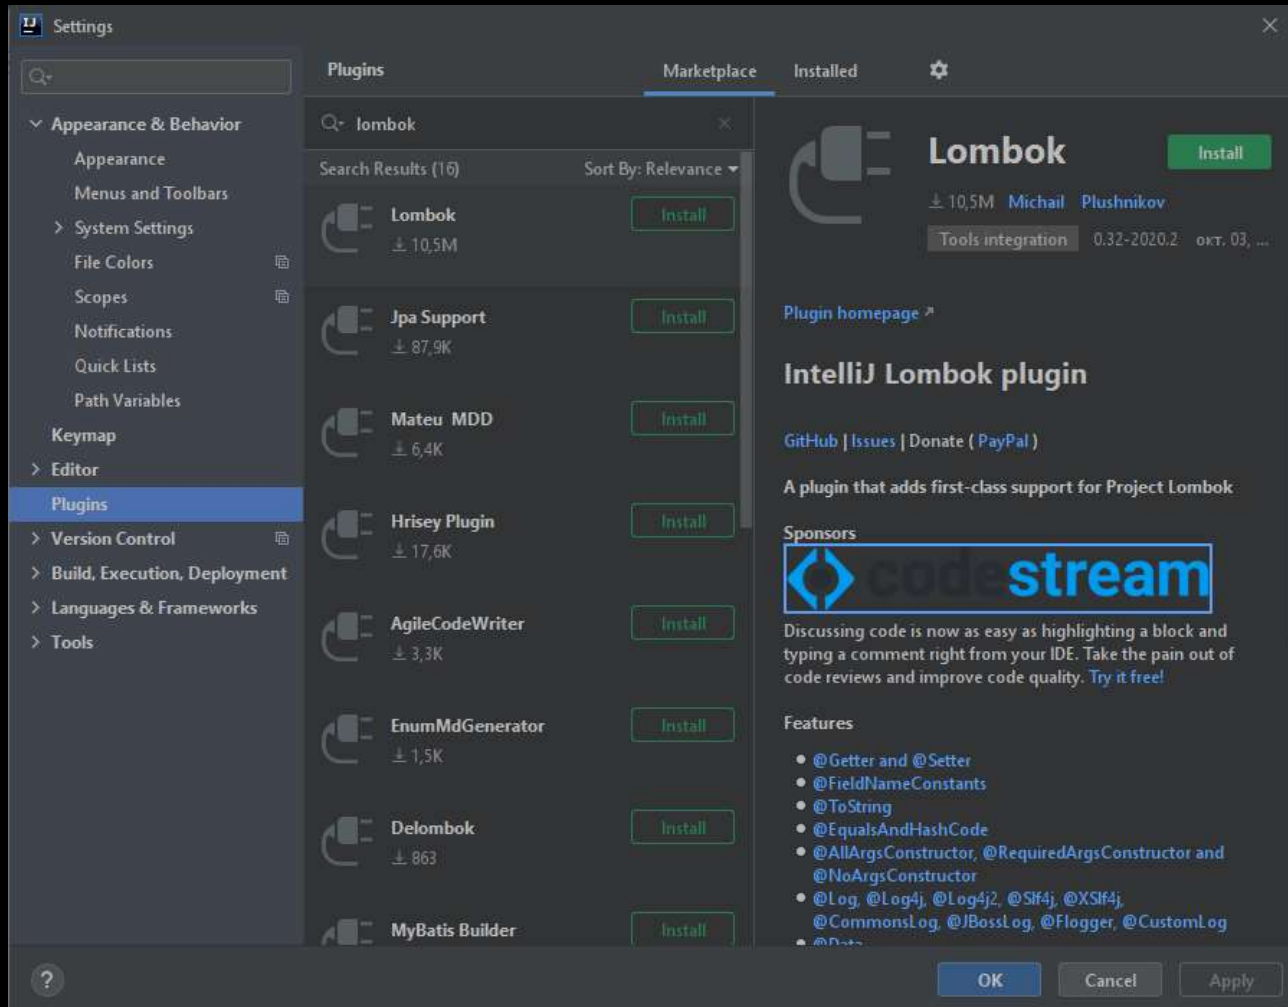 Settings
Appearance & Behavior
Appearance
Menus and Toolbars
System Settings
File Colors
Scopes
Notifications
Quick Lists
Path Variables
Keymap
Editor
Plugins
Version Control
Build, Execution, Deployment
Languages & Frameworks
Tools
Plugins
Marketplace
Installed
lombok
Search Results (16) Sort By: Relevance
Lombok Install
10,5M
Jpa Support Install
87,9K
Mateu MDD Install
6,4K
Hrisey Plugin Install
17,6K
AgileCodeWriter Install
3,3K
EnumMdGenerator Install
1,5K
Delombok Install
863
MyBatis Builder Install
Lombok Install
10,5M Michail Plushnikov
Tools integration 0.32-2020.2 окт. 03, ...
Plugin homepage
IntelliJ Lombok plugin
GitHub | Issues | Donate ( PayPal )
A plugin that adds first-class support for Project Lombok
Sponsors
codestream
Discussing code is now as easy as highlighting a block and
typing a comment right from your IDE. Take the pain out of
code reviews and improve code quality. Try it free!
Features
@Getter and @Setter
@FieldNameConstants
@ToString
@EqualsAndHashCode
@AllArgsConstructor, @RequiredArgsConstructor and
@NoArgsConstructor
@Log, @Log4j, @Log4j2, @Slf4j, @XSlf4j,
@CommonsLog, @JBossLog, @Flogger, @CustomLog
@Data
?
OK Cancel Apply